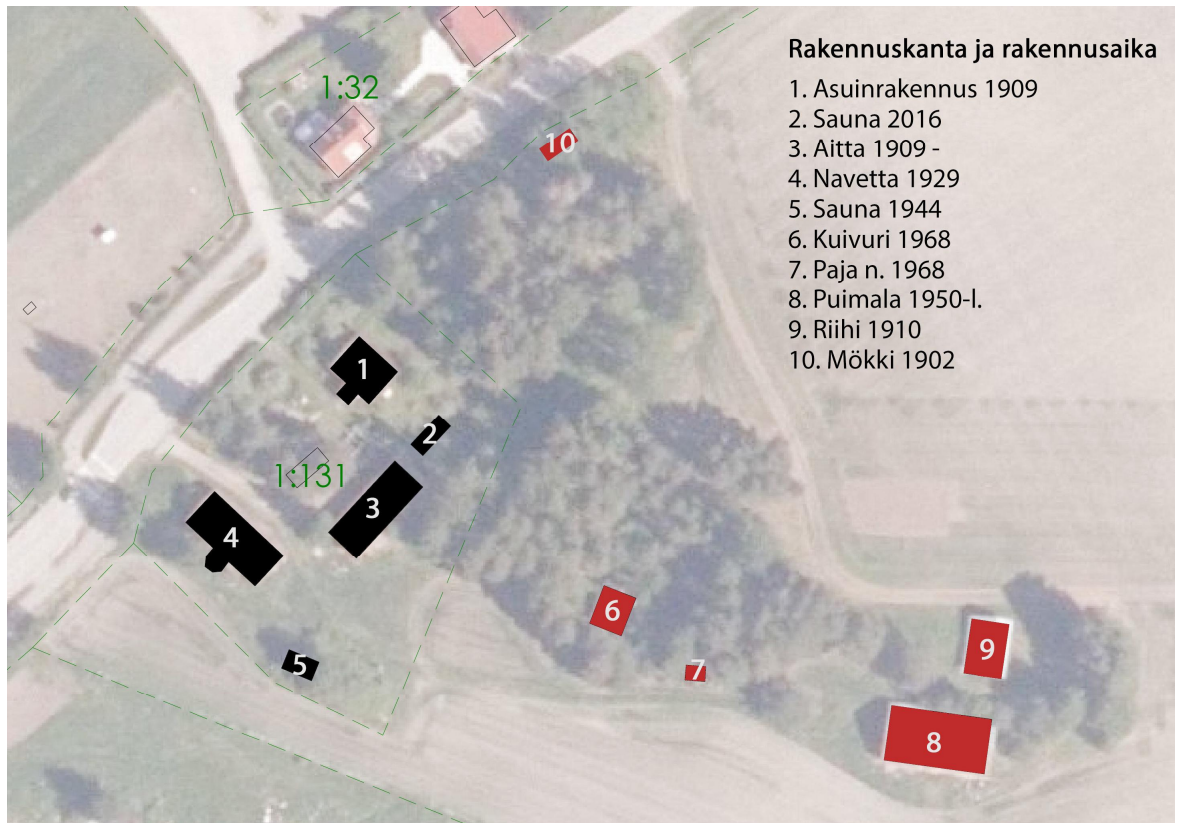 Rakennuskanta ja rakennusaika
1. Asuinrakennus 1909
2. Sauna 2016
3. Aitta 1909 -
4. Navetta 1929
5. Sauna 1944
6. Kuivuri 1968
7. Paja n. 1968
8. Puimala 1950-l.
9. Riihi 1910
10. Mökki 1902
1:32
10
1
2
1:131
3
4
6
5
7
9
8